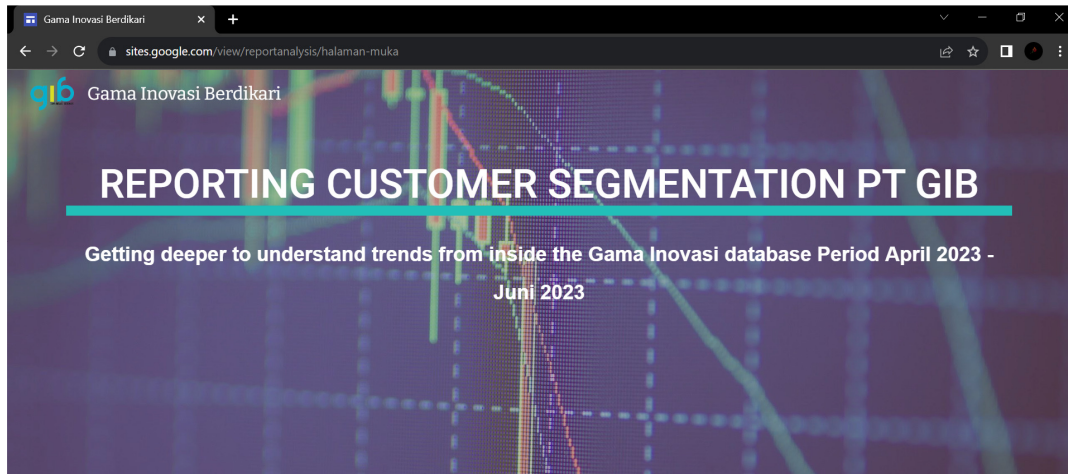 Gama Inovasi Berdikari
sites.google.com/view/reportanalysis/halaman-muka
gib
Gama Inovasi Berdikari
REPORTING CUSTOMER SEGMENTATION PT GIB
Getting deeper to understand trends from inside the Gama Inovasi database Period April 2023 -
Juni 2023